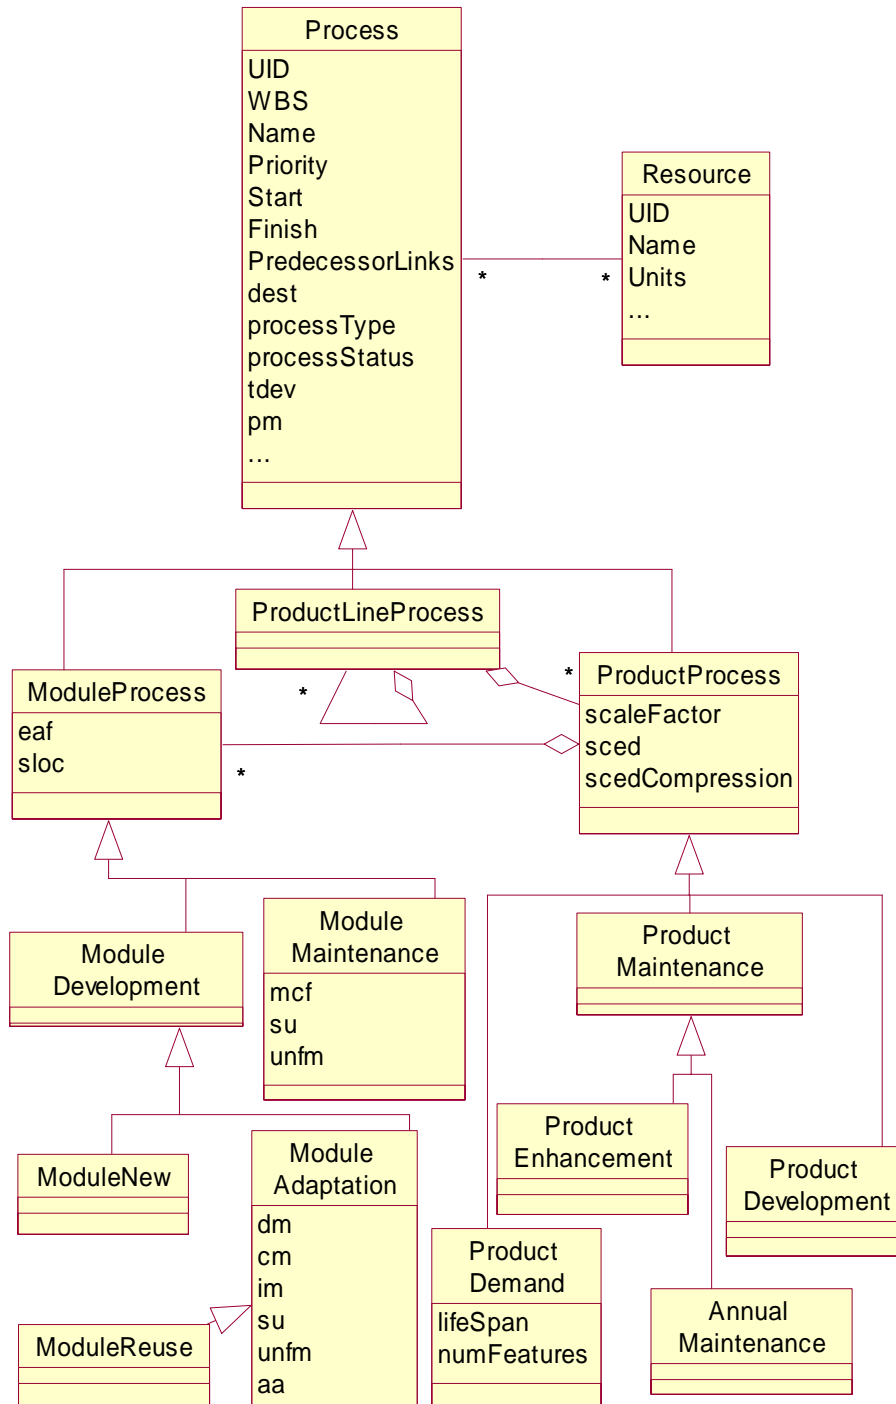 Process
UID
WBS
Name
Priority
Start
Finish
PredecessorLinks
dest
processType
processStatus
tdev
pm
...
Resource
UID
Name
Units
...
*
*
ProductLineProcess
*
*
ModuleProcess
eaf
sloc
*
ProductProcess
scaleFactor
sced
scedCompression
Module
Development
Module
Maintenance
mcf
su
unfm
Product
Maintenance
ModuleNew
Module
Adaptation
dm
cm
im
su
unfm
aa
Product
Enhancement
Product
Development
Product
Demand
lifeSpan
numFeatures
Annual
Maintenance
ModuleReuse